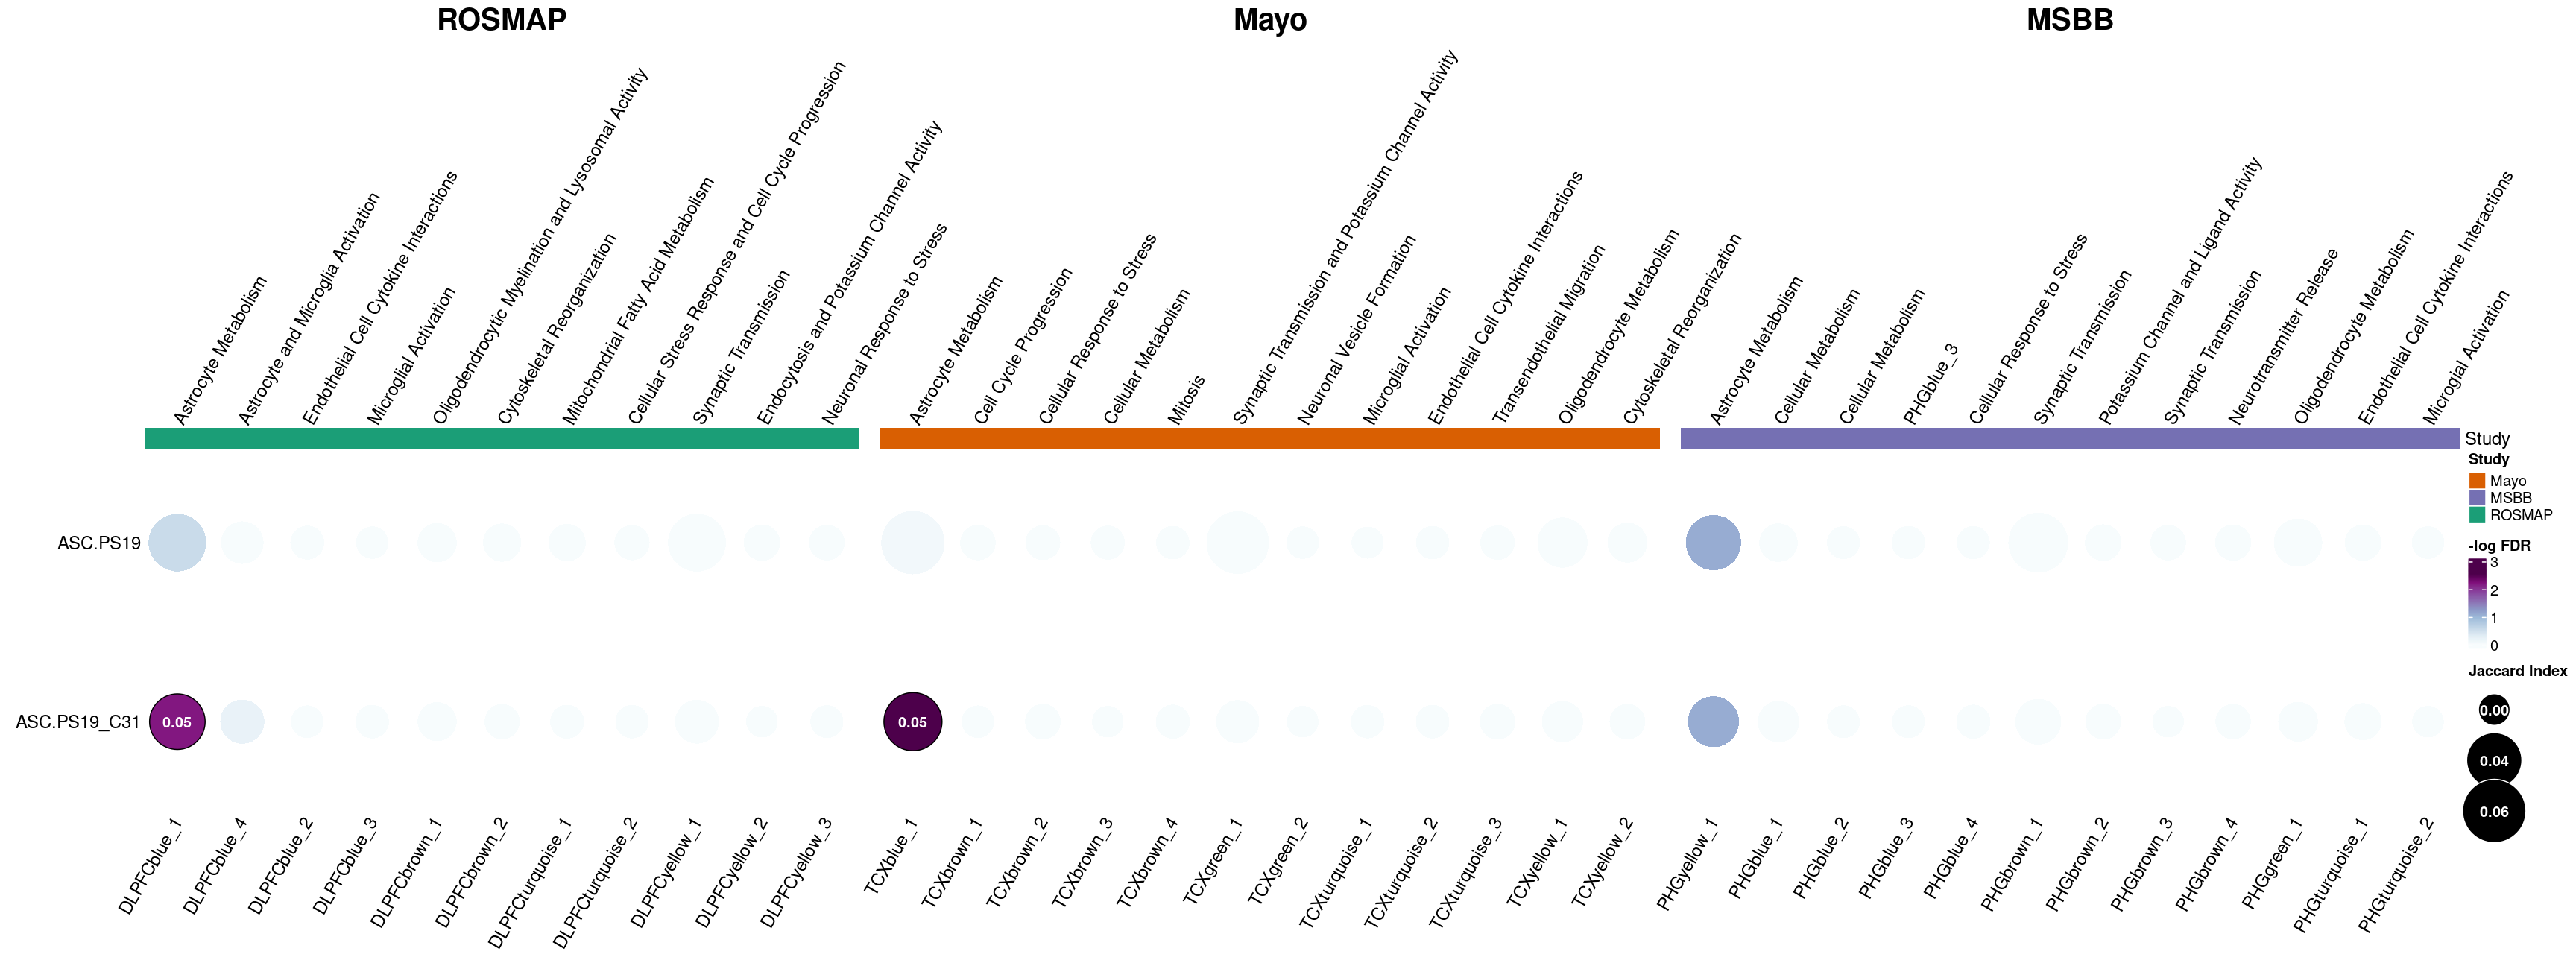 ROSMAP
Mayo
MSBB
Astrocyte Metabolism
Astrocyte and Microglia Activation
Endothelial Cell Cytokine Interactions
Microglial Activation
Oligodendrocytic Myelination and Lysosomal Activity
Cytoskeletal Reorganization
Mitochondrial Fatty Acid Metabolism
Cellular Stress Response and Cell Cycle Progression
Synaptic Transmission
Endocytosis and Potassium Channel Activity
Neuronal Response to Stress
Astrocyte Metabolism
Cell Cycle Progression
Cellular Response to Stress
Cellular Metabolism
Mitosis
Synaptic Transmission and Potassium Channel Activity
Neuronal Vesicle Formation
Microglial Activation
Endothelial Cell Cytokine Interactions
Transendothelial Migration
Oligodendrocyte Metabolism
Cytoskeletal Reorganization
Astrocyte Metabolism
Cellular Metabolism
Cellular Metabolism
PHGblue_3
Cellular Response to Stress
Synaptic Transmission
Potassium Channel and Ligand Activity
Synaptic Transmission
Neurotransmitter Release
Oligodendrocyte Metabolism
Endothelial Cell Cytokine Interactions
Microglial Activation
Study
Study
Mayo
MSBB
ROSMAP
-log FDR
3
2
1
0
Jaccard Index
0.00
0.04
0.06
ASC.PS19
ASC.PS19_C31
0.05
0.05
DLPFCblue_1
DLPFCblue_4
DLPFCblue_2
DLPFCblue_3
DLPFCbrown_1
DLPFCbrown_2
DLPFCturquoise_1
DLPFCturquoise_2
DLPFCyellow_1
DLPFCyellow_2
DLPFCyellow_3
TCXblue_1
TCXbrown_1
TCXbrown_2
TCXbrown_3
TCXbrown_4
TCXgreen_1
TCXgreen_2
TCXturquoise_1
TCXturquoise_2
TCXturquoise_3
TCXyellow_1
TCXyellow_2
PHGyellow_1
PHGblue_1
PHGblue_2
PHGblue_3
PHGblue_4
PHGbrown_1
PHGbrown_2
PHGbrown_3
PHGbrown_4
PHGgreen_1
PHGturquoise_1
PHGturquoise_2